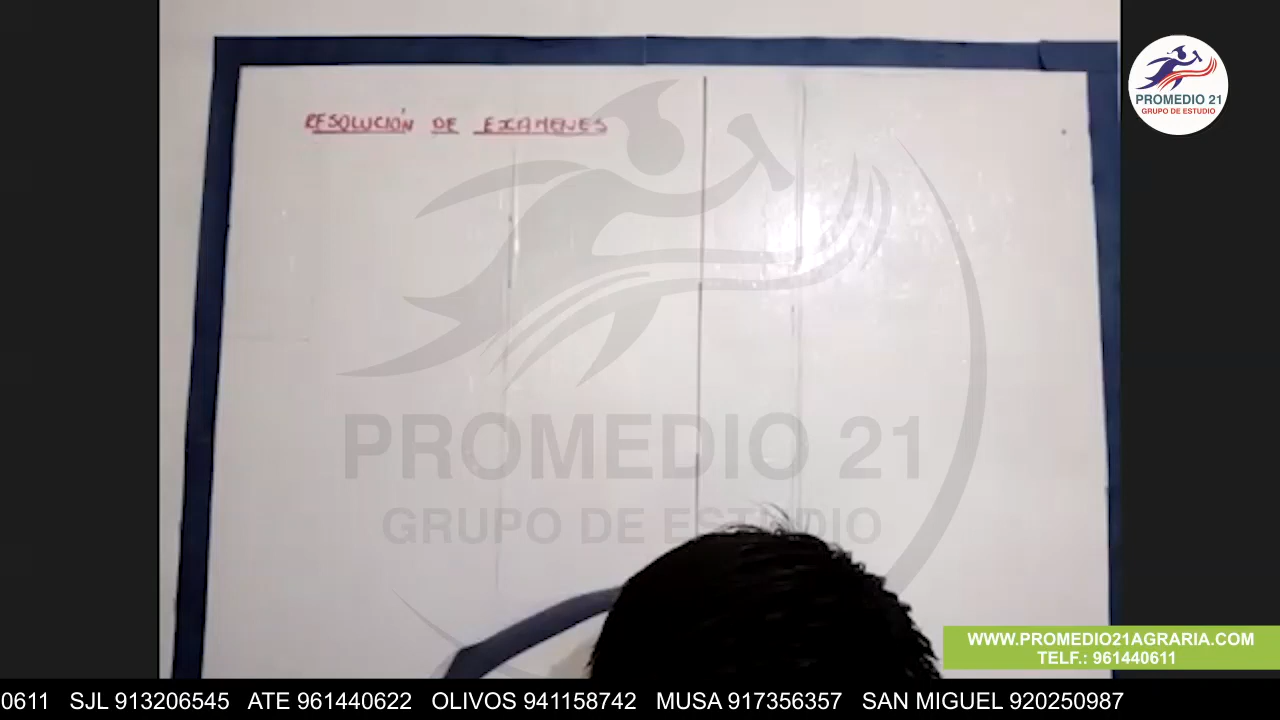 RESOLUCIÓN DE EXAMENES
PROMEDIO 21
GRUPO DE ESTUDIO
PROMEDIO 21
GRUPO DE ESTUDIO
WWW.PROMEDIO21AGRARIA.COM
TELF.: 961440611
0611 SJL 913206545 ATE 961440622 OLIVOS 941158742 MUSA 917356357 SAN MIGUEL 920250987